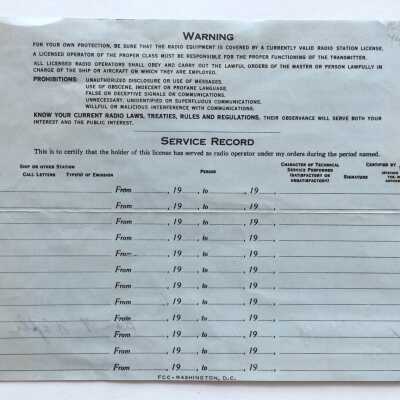 WARNING
FOR YOUR OWN PROTECTION, BE SURE THAT THE RADIO EQUIPMENT IS COVERED BY A CURRENTLY VALID RADIO STATION LICENSE.
A LICENSED OPERATOR OF THE PROPER CLASS MUST BE RESPONSIBLE FOR THE PROPER FUNCTIONING OF THE TRANSMITTER.
ALL LICENSED RADIO OPERATORS SHALL OBEY AND CARRY OUT THE LAWFUL ORDERS OF THE MASTER OR PERSON LAWFULLY IN
CHARGE OF THE SHIP OR AIRCRAFT ON WHICH THEY ARE EMPLOYED.
PROHIBITIONS: UNAUTHORIZED DISCLOSURE OR USE OF MESSAGES.
USE OF OBSCENE, INDECENT OR PROFANE LANGUAGE.
FALSE OR DECEPTIVE SIGNALS OR COMMUNICATIONS.
UNNECESSARY, UNIDENTIFIED OR SUPERFLUOUS COMMUNICATIONS.
WILLFUL OR MALICIOUS INTERFERENCE WITH COMMUNICATIONS.
KNOW YOUR CURRENT RADIO LAWS, TREATIES, RULES AND REGULATIONS. THEIR OBSERVANCE WILL SERVE BOTH YOUR
INTEREST AND THE PUBLIC INTEREST.
SERVICE RECORD
This is to certify that the holder of this license has served as radio operator under my orders during the period named.
SHIP OR OTHER STATION
CALL LETTERS TYPE(S) OF EMISSION
PERIOD
CHARACTER OF TECHNICAL
SERVICE PERFORMED
(SATISFACTORY OR
UNSATISFACTORY)
CERTIFIED BY
SIGNATURE
From , 19 , to , 19
From , 19 , to , 19
From , 19 , to , 19
From , 19 , to , 19
From , 19 , to , 19
From , 19 , to , 19
From , 19 , to , 19
From , 19 , to , 19
From , 19 , to , 19
From , 19 , to , 19
From , 19 , to , 19
From , 19 , to , 19
FCC-WASHINGTON, D.C.